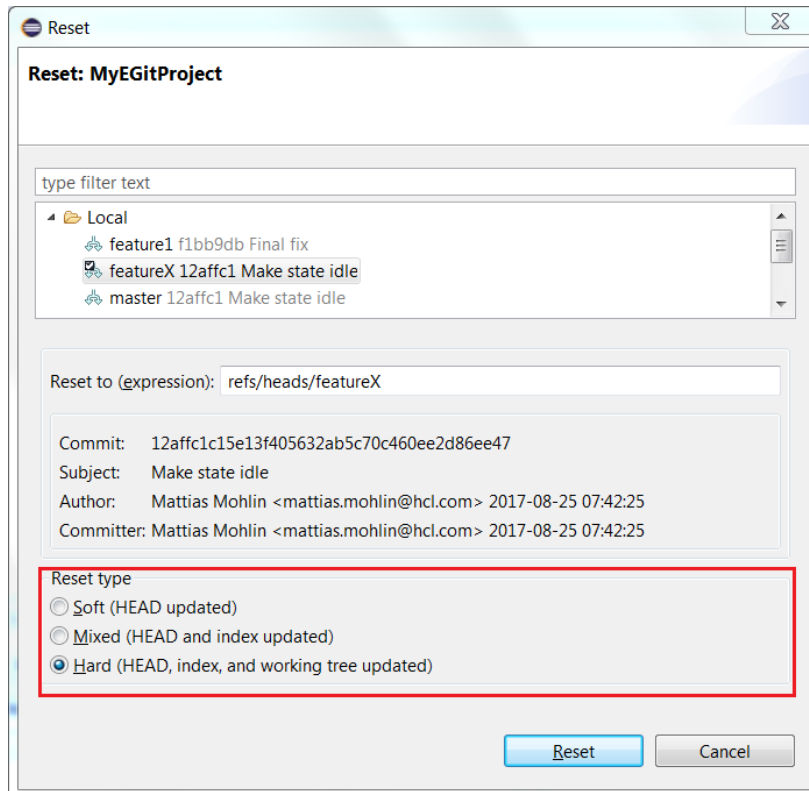 Reset
Reset: MyEGitProject
type filter text
Local
feature1 f1bb9db Final fix
featureX 12affc1 Make state idle
master 12affc1 Make state idle
Reset to (expression): refs/heads/featureX
Commit: 12affc1c15e13f405632ab5c70c460ee2d86ee47
Subject: Make state idle
Author: Mattias Mohlin <mattias.mohlin@hcl.com> 2017-08-25 07:42:25
Committer: Mattias Mohlin <mattias.mohlin@hcl.com> 2017-08-25 07:42:25
Reset type
Soft (HEAD updated)
Mixed (HEAD and index updated)
Hard (HEAD, index, and working tree updated)
Reset Cancel